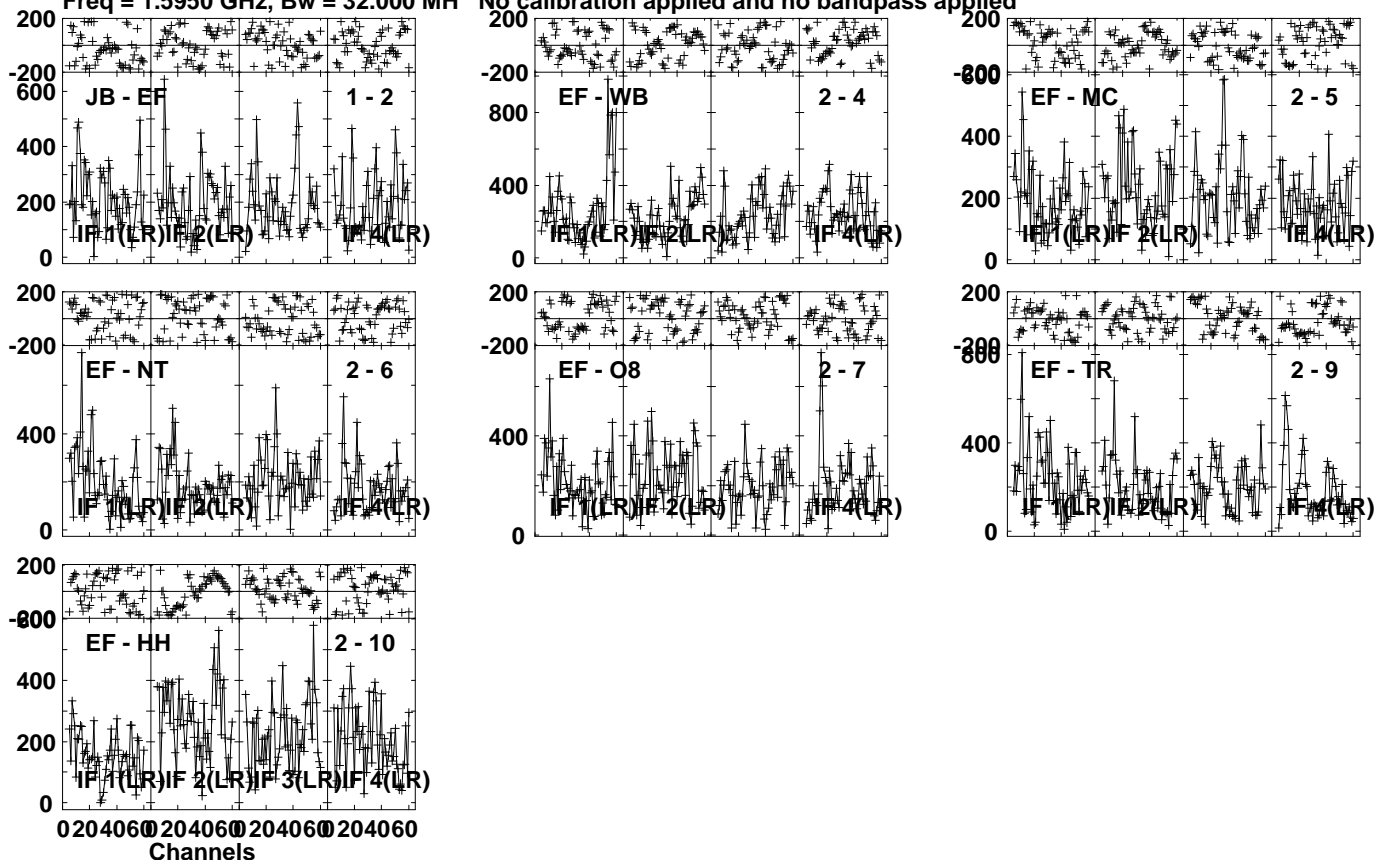 Freq = 1.5950 GHz, Bw = 32.000 MH No calibration applied and no bandpass applied
200
-200
600
400
200
0
JB - EF
1 - 2
IF 1(LR)
IF 2(LR)
IF 4(LR)
200
-200
800
400
0
EF - WB
2 - 4
IF 1(LR)
IF 2(LR)
IF 4(LR)
200
-200
600
400
200
0
EF - MC
2 - 5
IF 1(LR)
IF 2(LR)
IF 4(LR)
200
-200
400
0
EF - NT
2 - 6
IF 1(LR)
IF 2(LR)
IF 4(LR)
200
-200
400
0
EF - O8
2 - 7
IF 1(LR)
IF 2(LR)
IF 4(LR)
200
-200
800
400
0
EF - TR
2 - 9
IF 1(LR)
IF 2(LR)
IF 4(LR)
200
-200
600
400
200
0
EF - HH
2 - 10
IF 1(LR)
IF 2(LR)
IF 3(LR)
IF 4(LR)
0 20 40 60
0 20 40 60
0 20 40 60
0 20 40 60
Channels